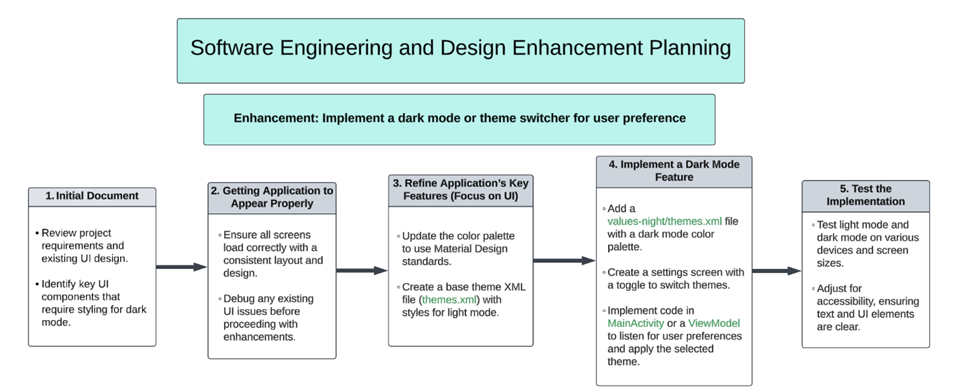 Software Engineering and Design Enhancement Planning
Enhancement: Implement a dark mode or theme switcher for user preference
1. Initial Document
• Review project
requirements and
existing UI design.
• Identify key UI
components that
require styling for dark
mode.
2. Getting Application to
Appear Properly
▫ Ensure all screens
load correctly with a
consistent layout and
design.
▫ Debug any existing
UI issues before
proceeding with
enhancements.
3. Refine Application's Key
Features (Focus on UI)
▫ Update the color palette
to use Material Design
standards.
▫ Create a base theme XML
file (themes.xml) with
styles for light mode.
4. Implement a Dark Mode
Feature
▫ Add a
values-night/themes.xml file
with a dark mode color
palette.
▫ Create a settings screen with
a toggle to switch themes.
▫ Implement code in
MainActivity or a ViewModel
to listen for user preferences
and apply the selected
theme.
5. Test the
Implementation
▫ Test light mode and
dark mode on various
devices and screen
sizes.
▫ Adjust for
accessibility, ensuring
text and UI elements
are clear.